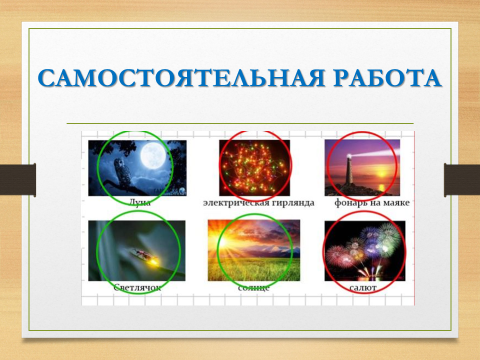 САМОСТОЯТЕЛЬНАЯ РАБОТА
Луна электрическая гирлянда фонарь на маяке
Светлячок солнце салют